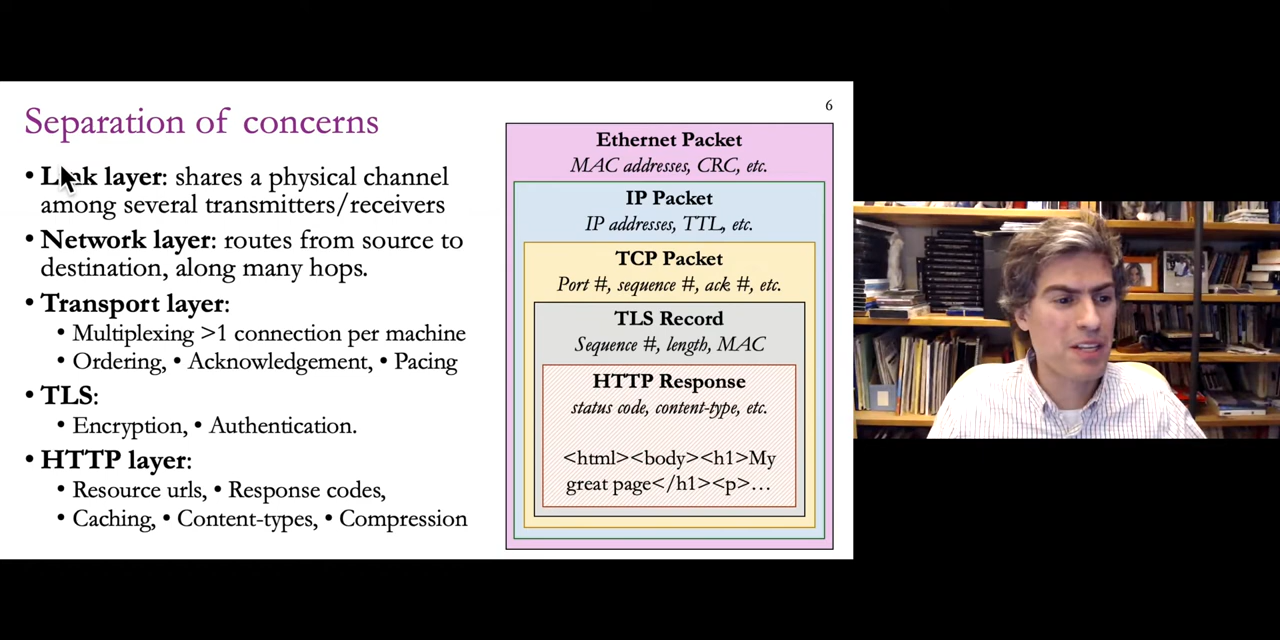 6
Separation of concerns
• Link layer: shares a physical channel
among several transmitters/receivers
• Network layer: routes from source to
destination, along many hops.
• Transport layer:
• Multiplexing >1 connection per machine
• Ordering, • Acknowledgement, • Pacing
• TLS:
• Encryption, • Authentication.
• HTTP layer:
• Resource urls, • Response codes,
• Caching, • Content-types, • Compression
Ethernet Packet
MAC addresses, CRC, etc.
IP Packet
IP addresses, TTL, etc.
TCP Packet
Port #, sequence #, ack #, etc.
TLS Record
Sequence #, length, MAC
HTTP Response
status code, content-type, etc.
<html><body><h1>My
great page</h1><p>…